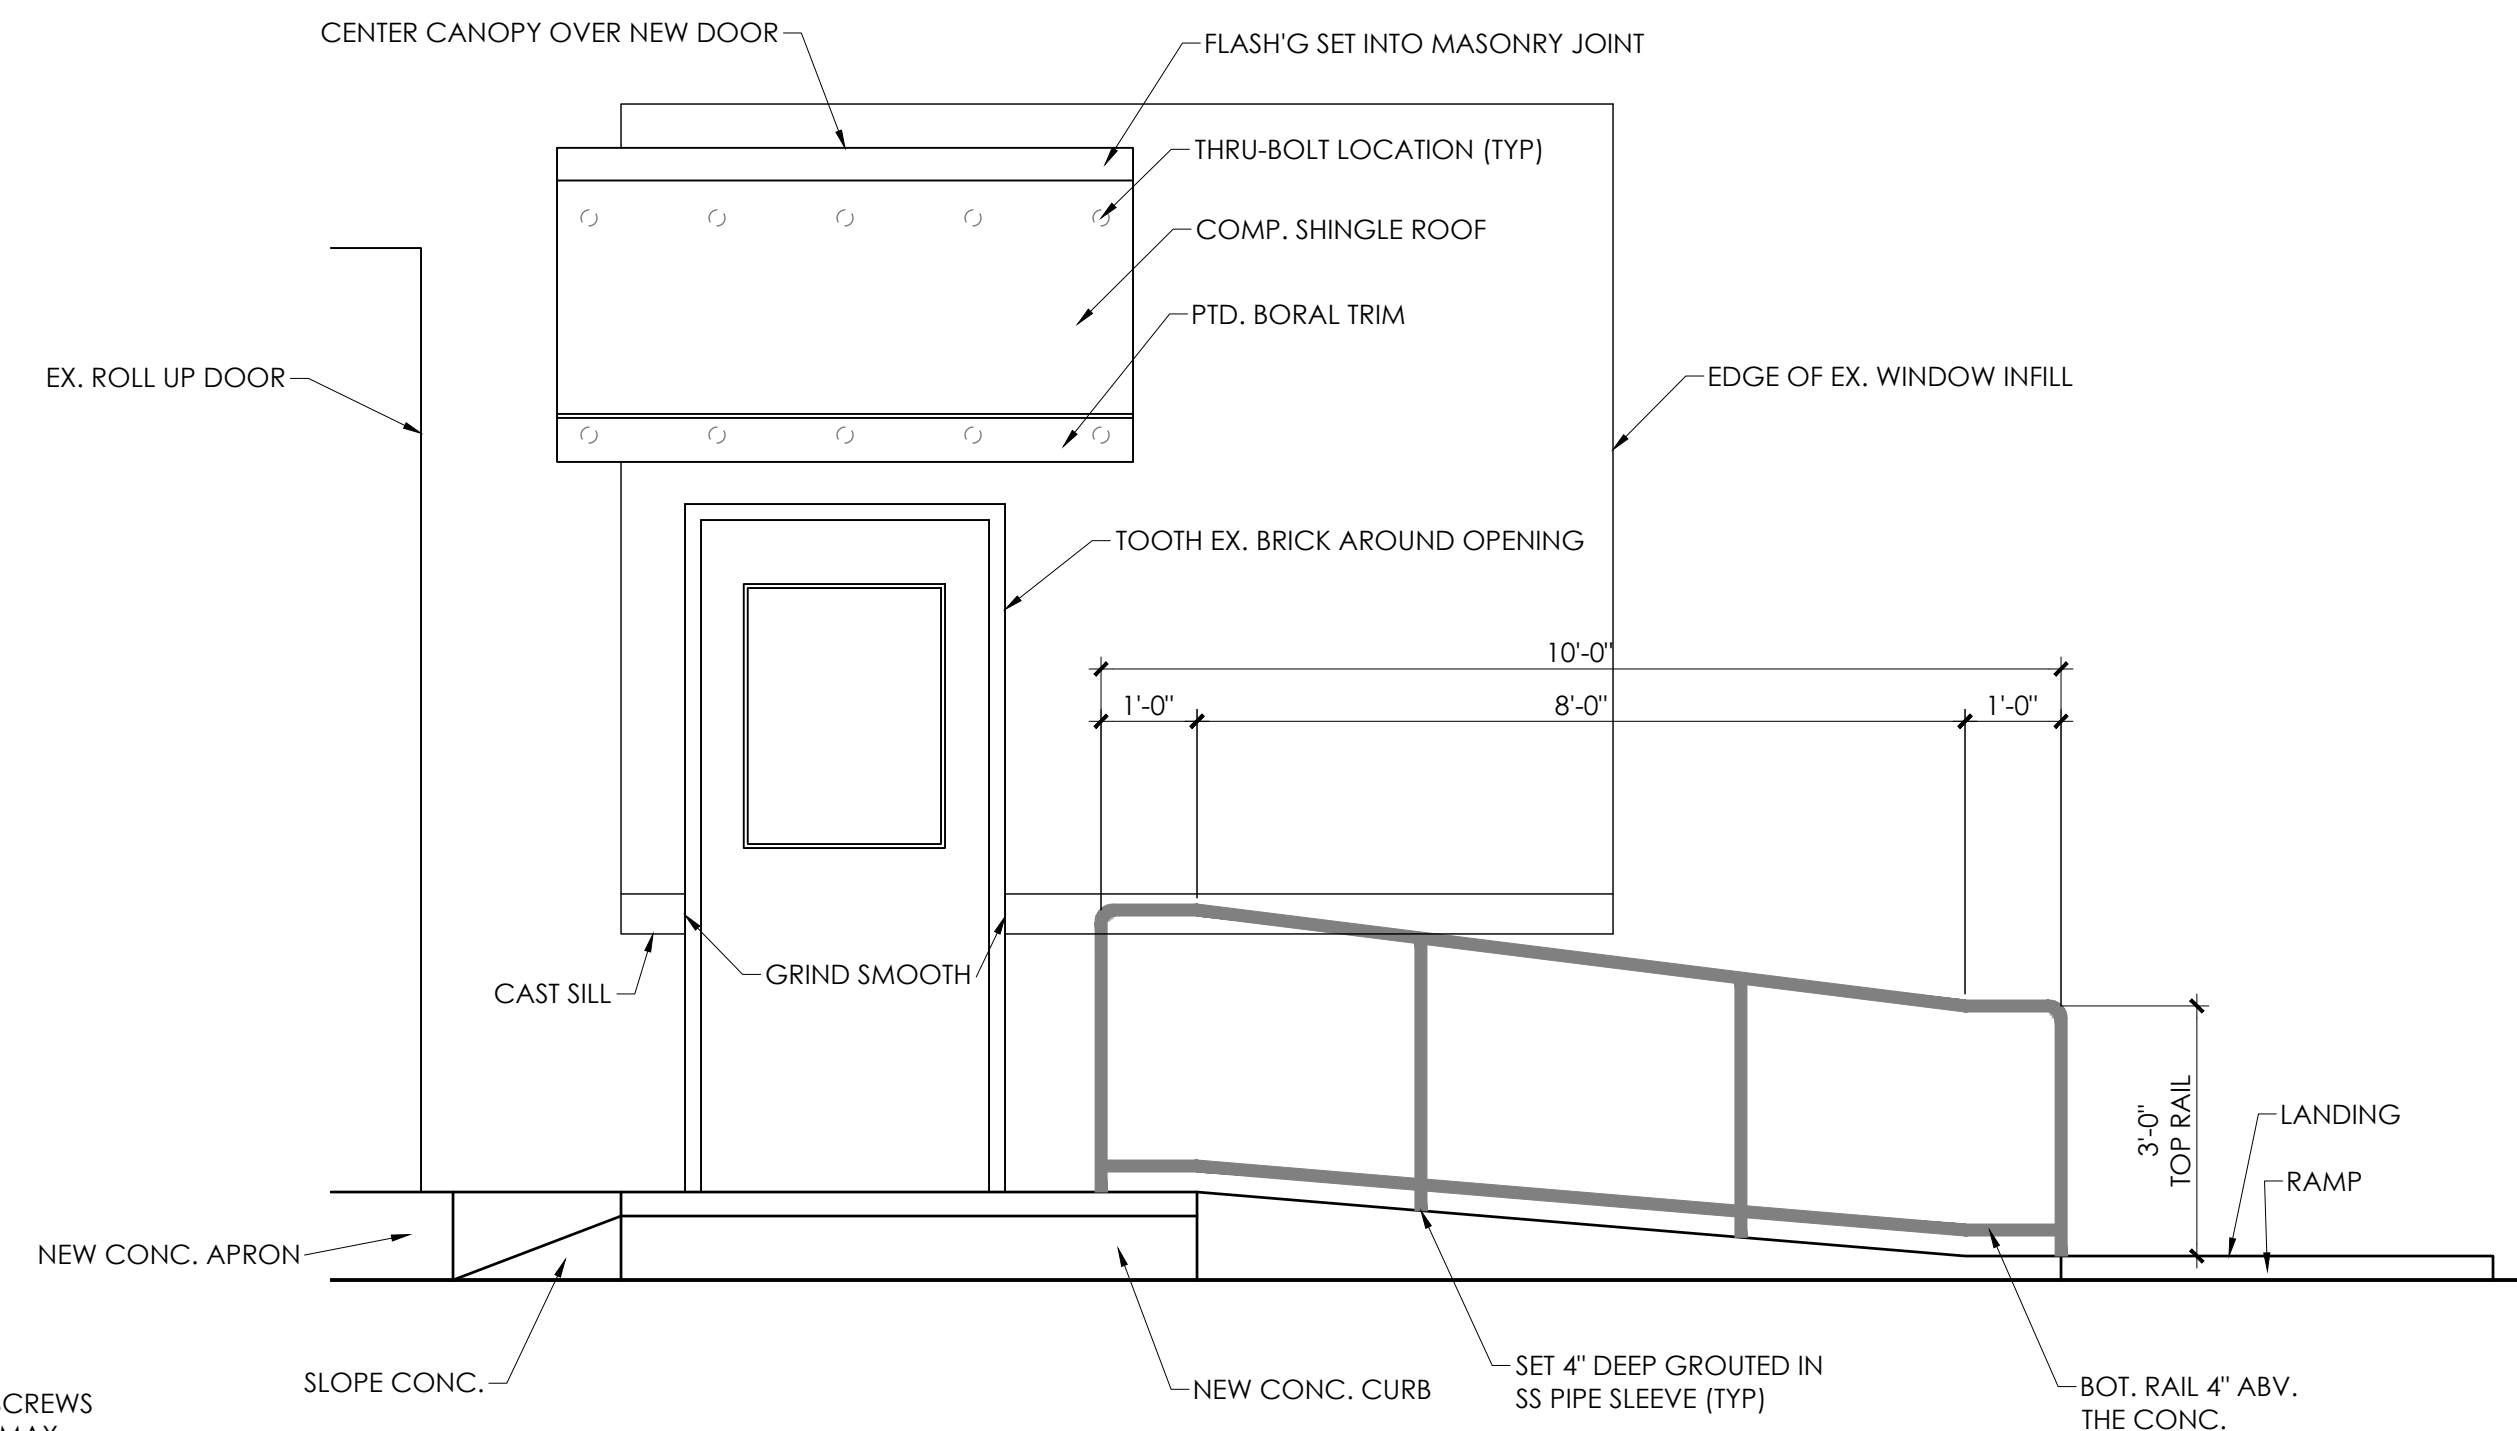 CENTER CANOPY OVER NEW DOOR
FLASH'G SET INTO MASONRY JOINT
THRU-BOLT LOCATION (TYP)
COMP. SHINGLE ROOF
PTD. BORAL TRIM
EX. ROLL UP DOOR
EDGE OF EX. WINDOW INFILL
TOOTH EX. BRICK AROUND OPENING
10'-0"
1'-0"
8'-0"
1'-0"
GRIND SMOOTH
CAST SILL
3'-0"
TOP RAIL
LANDING
RAMP
NEW CONC. APRON
SLOPE CONC.
NEW CONC. CURB
SET 4" DEEP GROUTED IN
SS PIPE SLEEVE (TYP)
BOT. RAIL 4" ABV.
THE CONC.